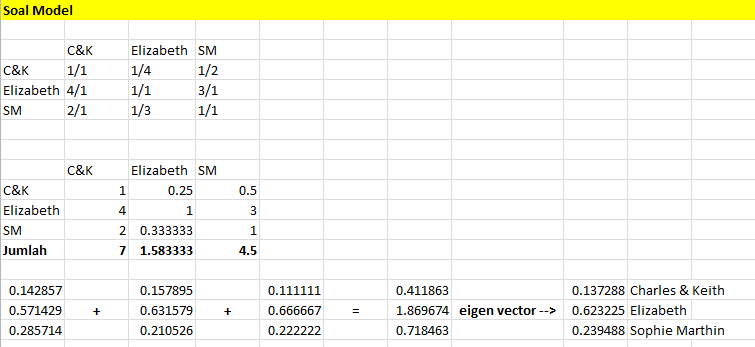 Soal Model
C&K Elizabeth SM
C&K 1/1 1/4 1/2
Elizabeth 4/1 1/1 3/1
SM 2/1 1/3 1/1
C&K Elizabeth SM
C&K 1 0.25 0.5
Elizabeth 4 1 3
SM 2 0.333333 1
Jumlah 7 1.583333 4.5
0.142857 0.157895 0.111111 0.411863 0.137288 Charles & Keith
0.571429 + 0.631579 + 0.666667 = 1.869674 eigen vector --> 0.623225 Elizabeth
0.285714 0.210526 0.222222 0.718463 0.239488 Sophie Marthin